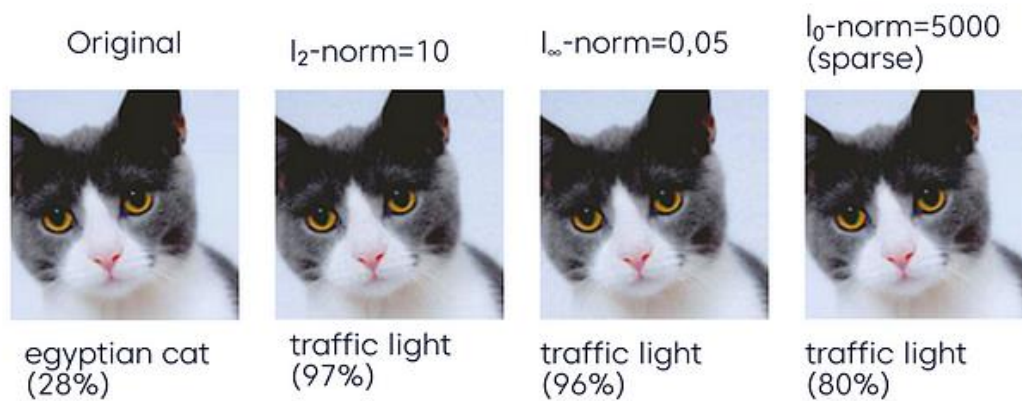 Original
l₂-norm=10
l∞-norm=0,05
l₀-norm=5000
(sparse)
egyptian cat
(28%)
traffic light
(97%)
traffic light
(96%)
traffic light
(80%)